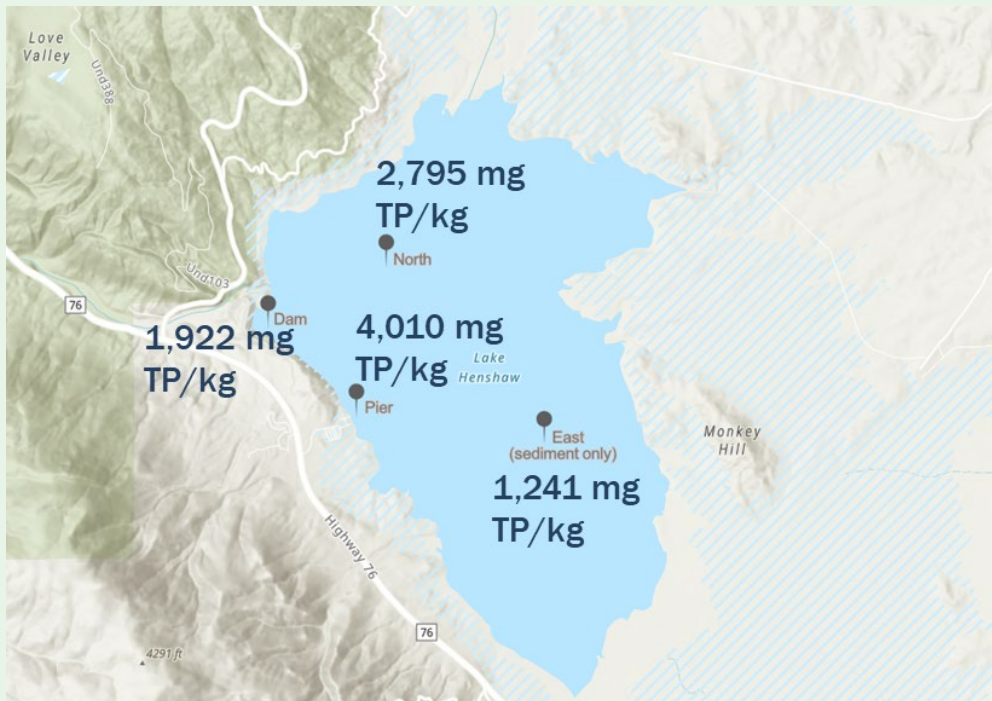 Love
Valley
Und388
2,795 mg
TP/kg
North
Und103
76
Dam
1,922 mg
TP/kg
4,010 mg
TP/kg
Lake
Henshaw
Pier
East
(sediment only)
Monkey
Hill
1,241 mg
TP/kg
Highway 76
76
4291 ft